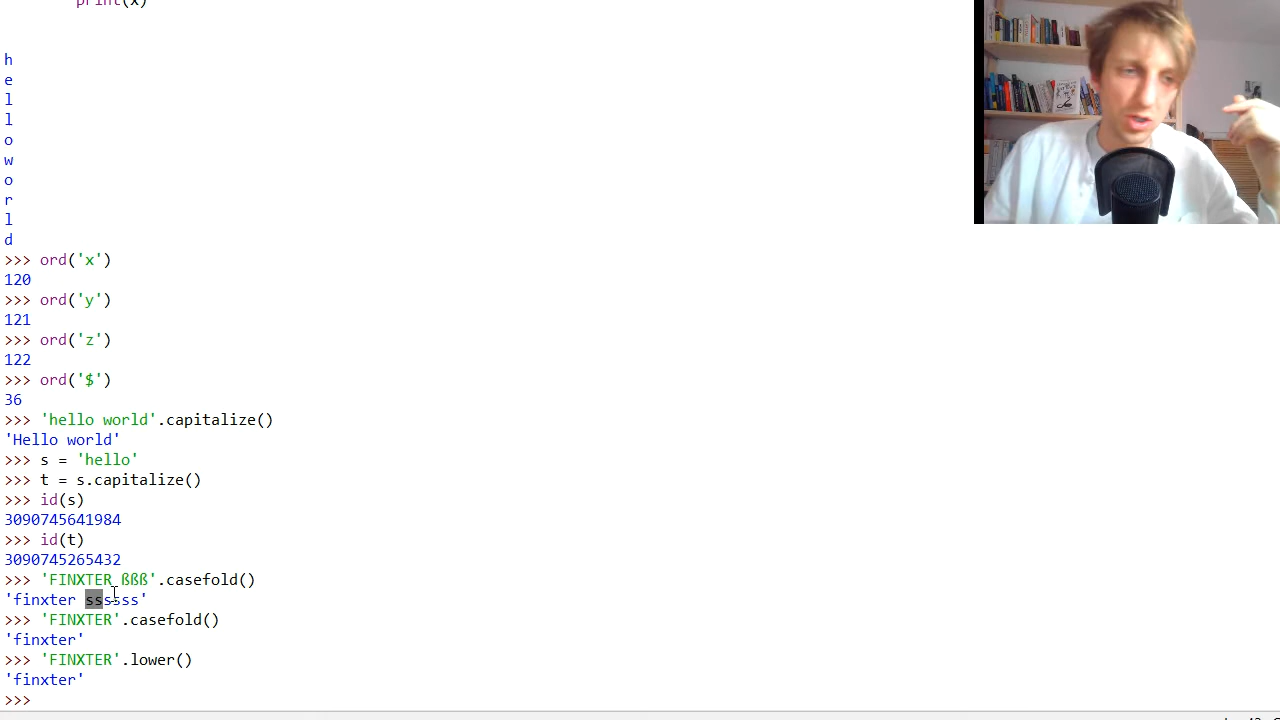 print(x)
h
e
l
l
o
w
o
r
l
d
>>> ord('x')
120
>>> ord('y')
121
>>> ord('z')
122
>>> ord('$')
36
>>> 'hello world'.capitalize()
'Hello world'
>>> s = 'hello'
>>> t = s.capitalize()
>>> id(s)
3090745641984
>>> id(t)
3090745265432
>>> 'FINXTER ßßß'.casefold()
'finxter ssssss'
>>> 'FINXTER'.casefold()
'finxter'
>>> 'FINXTER'.lower()
'finxter'
>>>